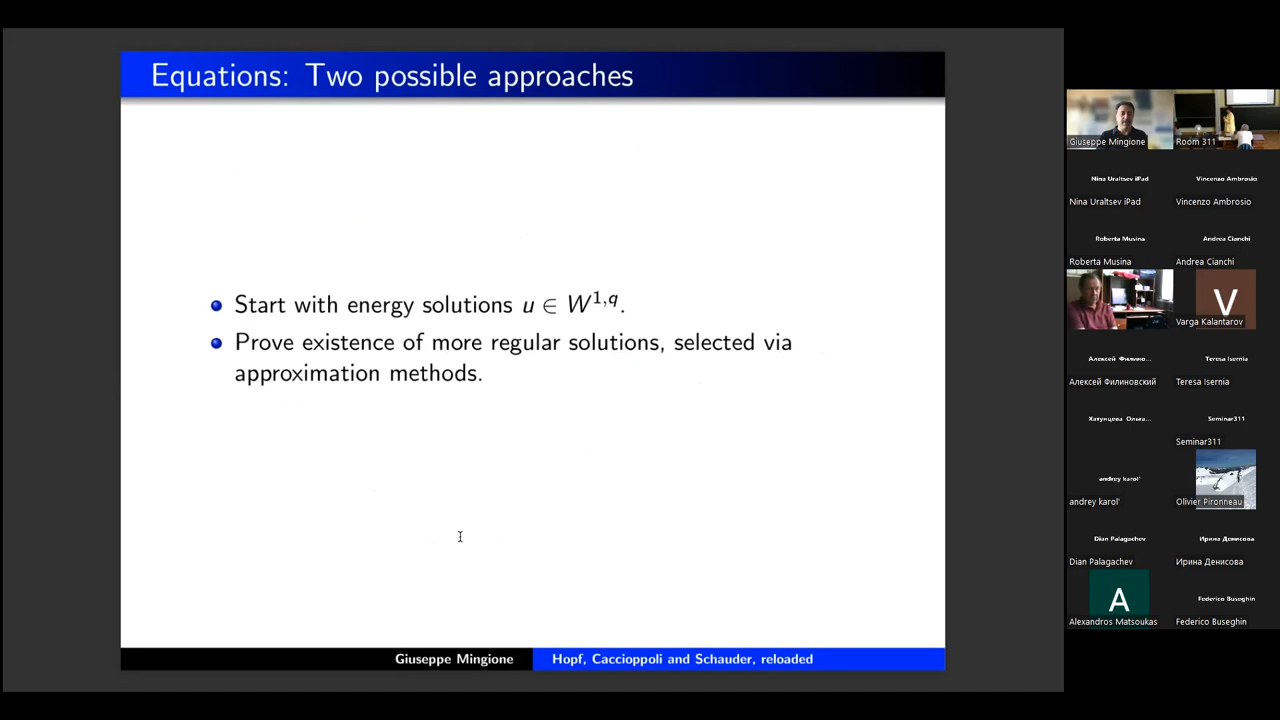 Equations: Two possible approaches
Start with energy solutions u ∈ W^{1,q}.
Prove existence of more regular solutions, selected via
approximation methods.
Giuseppe Mingione
Hopf, Caccioppoli and Schauder, reloaded
Giuseppe Mingione
Room 311
Nina Uraltsev iPad
Vincenzo Ambrosio
Nina Uraltsev iPad
Vincenzo Ambrosio
Roberta Musina
Andrea Cianchi
Roberta Musina
Andrea Cianchi
V
Varga Kalantarov
Алексей Филино...
Teresa Isernia
Алексей Филиновский
Teresa Isernia
Хатунцева Ольга...
Seminar311
Seminar311
andrey karol'
andrey karol'
Olivier Pironneau
Dian Palagachev
Ирина Денисова
Dian Palagachev
Ирина Денисова
A
Federico Buseghin
Alexandros Matsoukas
Federico Buseghin